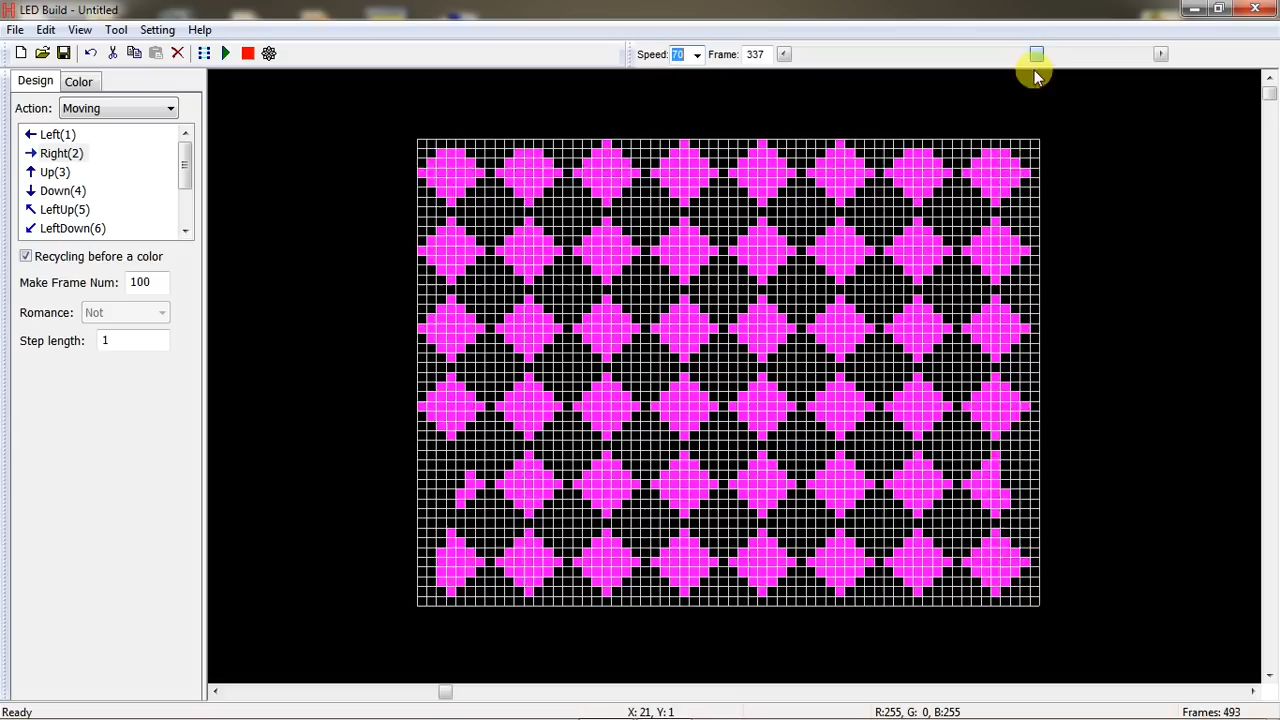 LED Build - Untitled
File Edit View Tool Setting Help
Speed: 70 Frame: 337
Design Color
Action: Moving
Left(1)
Right(2)
Up(3)
Down(4)
LeftUp(5)
LeftDown(6)
Recycling before a color
Make Frame Num: 100
Romance: Not
Step length: 1
Ready X: 21, Y: 1 R:255, G: 0, B:255 Frames: 493